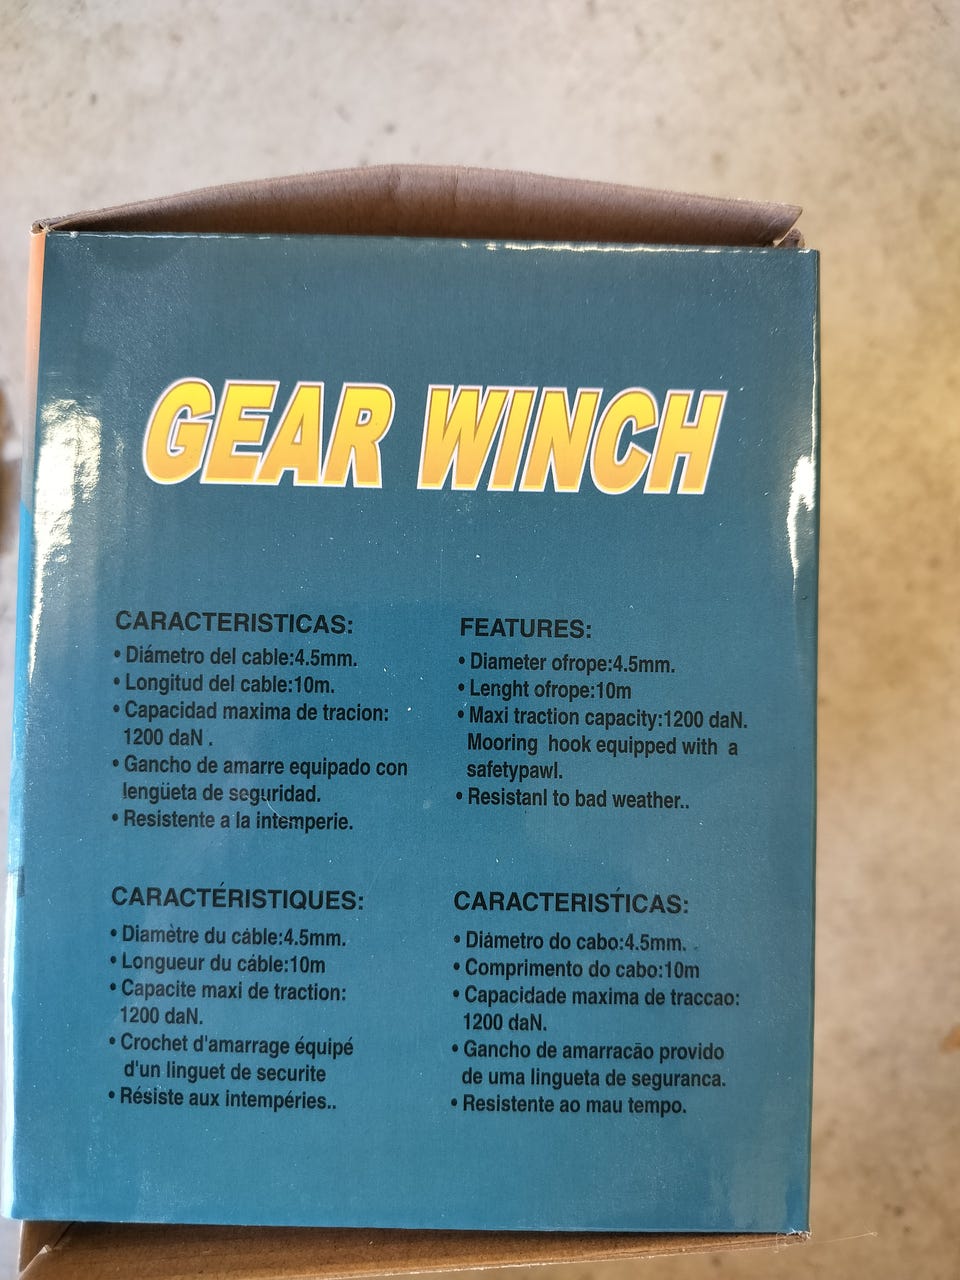 GEAR WINCH
CARACTERISTICAS:
• Diámetro del cable:4.5mm.
• Longitud del cable:10m.
• Capacidad maxima de tracion:
1200 daN .
• Gancho de amarre equipado con
lengüeta de seguridad.
• Resistente a la intemperie.
FEATURES:
• Diameter ofrope:4.5mm.
• Lenght ofrope:10m
• Maxi traction capacity:1200 daN.
Mooring hook equipped with a
safetypawl.
• Resistanl to bad weather..
CARACTÉRISTIQUES:
• Diamètre du cáble:4.5mm.
• Longueur du cáble:10m
• Capacite maxi de traction:
1200 daN.
• Crochet d'amarrage équipé
d'un linguet de securite
• Résiste aux intempéries..
CARACTERISTÍCAS:
• Diámetro do cabo:4.5mm.
• Comprimento do cabo:10m
• Capacidade maxima de traccao:
1200 daN.
• Gancho de amarracão provido
de uma lingueta de seguranca.
• Resistente ao mau tempo.